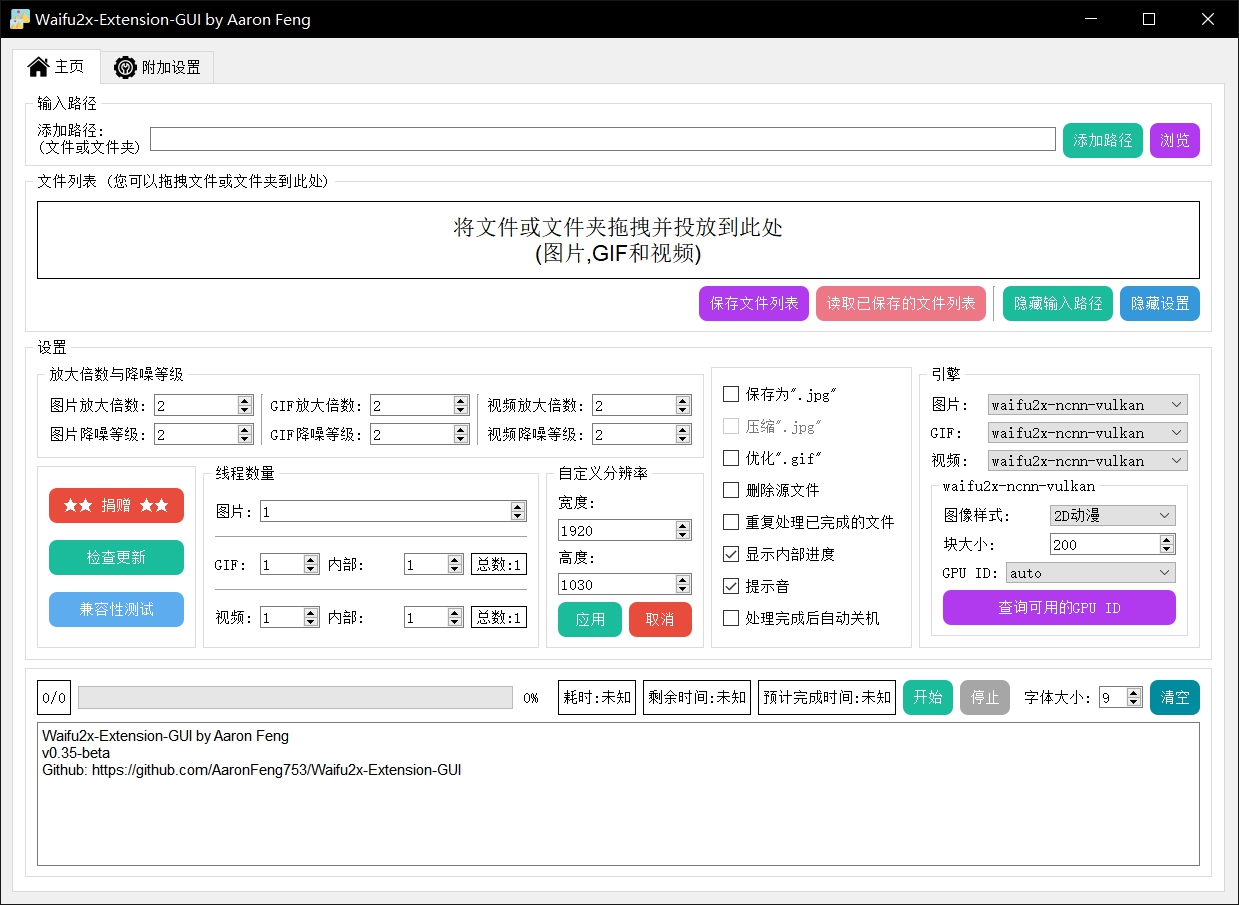 Waifu2x-Extension-GUI by Aaron Feng
主页 附加设置
输入路径
添加路径:
(文件或文件夹)
添加路径 浏览
文件列表 (您可以拖拽文件或文件夹到此处)
将文件或文件夹拖拽并投放到此处
(图片,GIF和视频)
保存文件列表 读取已保存的文件列表 隐藏输入路径 隐藏设置
设置
放大倍数与降噪等级
图片放大倍数: 2 GIF放大倍数: 2 视频放大倍数: 2
图片降噪等级: 2 GIF降噪等级: 2 视频降噪等级: 2
★★ 捐赠 ★★
检查更新
兼容性测试
线程数量
图片: 1
GIF: 1 内部: 1 总数:1
视频: 1 内部: 1 总数:1
自定义分辨率
宽度:
1920
高度:
1030
应用 取消
保存为".jpg"
压缩".jpg"
优化".gif"
删除源文件
重复处理已完成的文件
显示内部进度
提示音
处理完成后自动关机
引擎
图片: waifu2x-ncnn-vulkan
GIF: waifu2x-ncnn-vulkan
视频: waifu2x-ncnn-vulkan
waifu2x-ncnn-vulkan
图像样式: 2D动漫
块大小: 200
GPU ID: auto
查询可用的GPU ID
0/0 0% 耗时:未知 剩余时间:未知 预计完成时间:未知 开始 停止 字体大小: 9 清空
Waifu2x-Extension-GUI by Aaron Feng
v0.35-beta
Github: https://github.com/AaronFeng753/Waifu2x-Extension-GUI